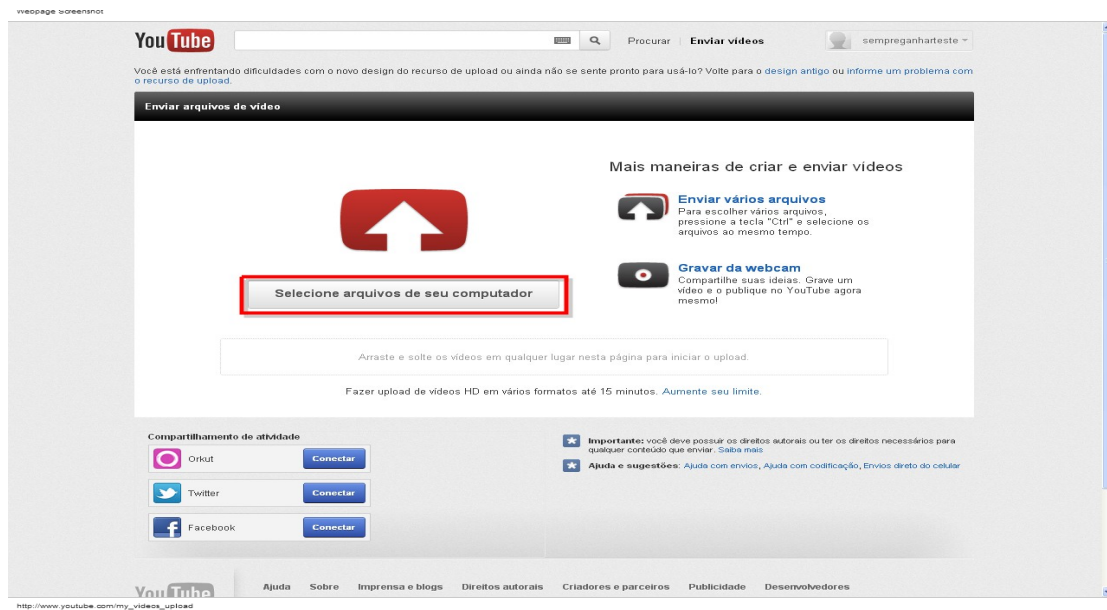 Webpage Screenshot
You Tube
Procurar
Enviar vídeos
sempreganharteste
Você está enfrentando dificuldades com o novo design do recurso de upload ou ainda não se sente pronto para usá-lo? Volte para o design antigo ou informe um problema com
o recurso de upload.
Enviar arquivos de vídeo
Selecione arquivos de seu computador
Mais maneiras de criar e enviar vídeos
Enviar vários arquivos
Para escolher vários arquivos,
pressione a tecla "Ctrl" e selecione os
arquivos ao mesmo tempo.
Gravar da webcam
Compartilhe suas ideias. Grave um
vídeo e o publique no YouTube agora
mesmo!
Arraste e solte os vídeos em qualquer lugar nesta página para iniciar o upload.
Fazer upload de vídeos HD em vários formatos até 15 minutos. Aumente seu limite.
Compartilhamento de atividade
Orkut Conectar
Twitter Conectar
Facebook Conectar
Importante: você deve possuir os direitos autorais ou ter os direitos necessários para
qualquer conteúdo que enviar. Saiba mais
Ajuda e sugestões: Ajuda com envios, Ajuda com codificação, Envios direto do celular
You Tube
Ajuda Sobre Imprensa e blogs Direitos autorais Criadores e parceiros Publicidade Desenvolvedores
http://www.youtube.com/my_videos_upload